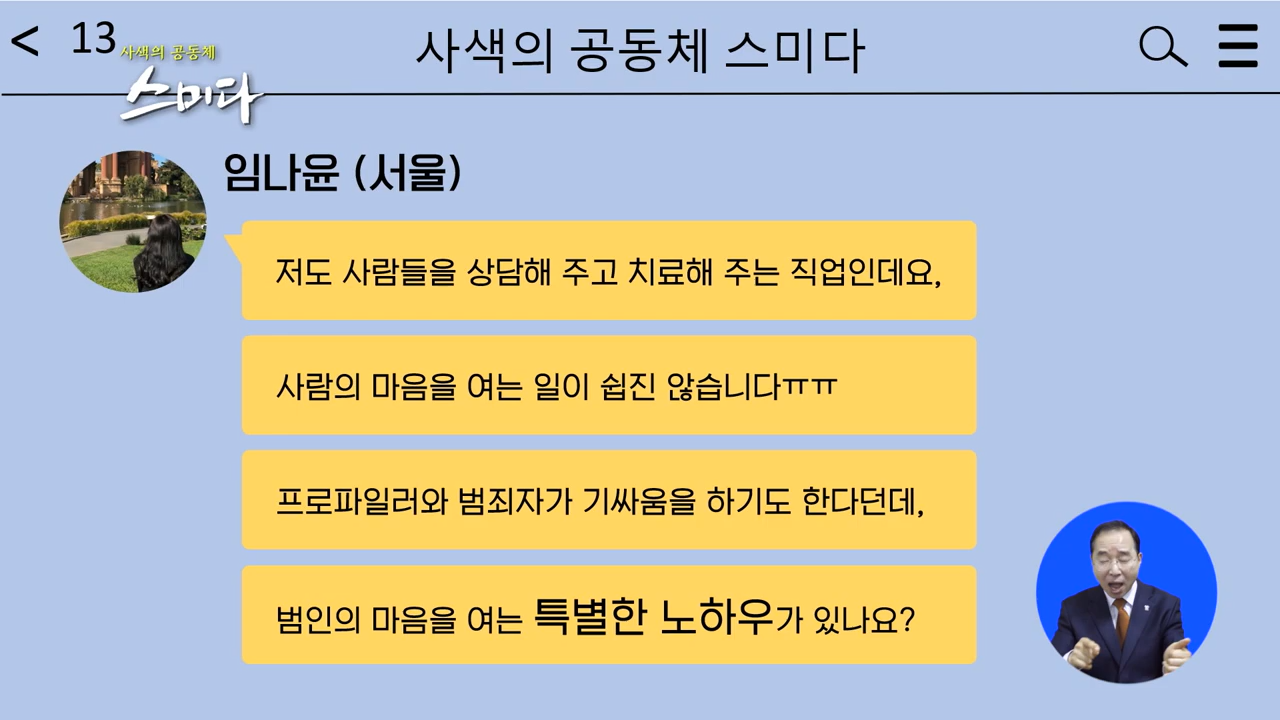 < 13
사색의 공동체
스미다
사색의 공동체 스미다
임나윤 (서울)
저도 사람들을 상담해 주고 치료해 주는 직업인데요,
사람의 마음을 여는 일이 쉽진 않습니다ㅠㅠ
프로파일러와 범죄자가 기싸움을 하기도 한다던데,
범인의 마음을 여는 특별한 노하우가 있나요?